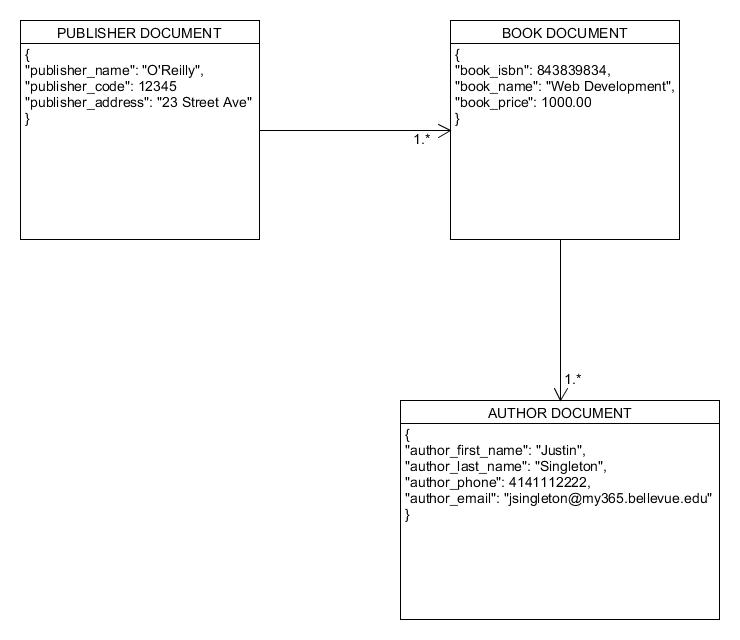 PUBLISHER DOCUMENT
{
"publisher_name": "O'Reilly",
"publisher_code": 12345
"publisher_address": "23 Street Ave"
}
1.*
BOOK DOCUMENT
{
"book_isbn": 843839834,
"book_name": "Web Development",
"book_price": 1000.00
}
1.*
AUTHOR DOCUMENT
{
"author_first_name": "Justin",
"author_last_name": "Singleton",
"author_phone": 4141112222,
"author_email": "jsingleton@my365.bellevue.edu"
}